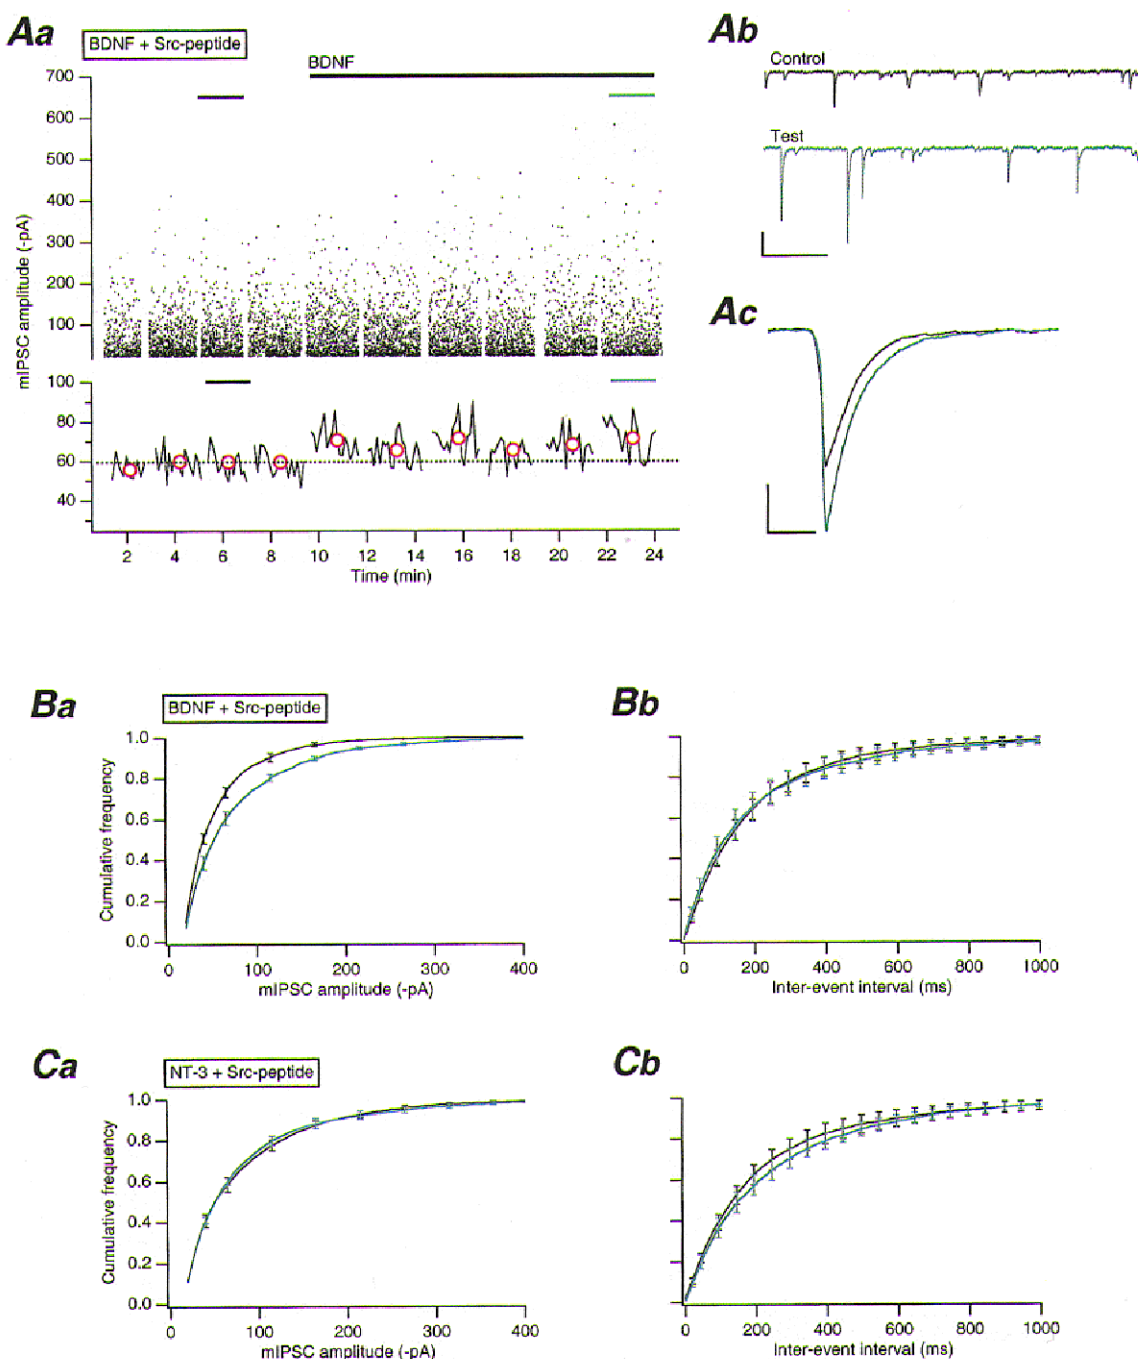 Aa
BDNF + Src-peptide
BDNF
700
600
500
400
300
200
100
mIPSC amplitude (-pA)
100
80
60
40
2 4 6 8 10 12 14 16 18 20 22 24
Time (min)
Ab
Control
Test
Ac
Ba
BDNF + Src-peptide
1.0
0.8
0.6
0.4
0.2
0.0
Cumulative frequency
0 100 200 300 400
mIPSC amplitude (-pA)
Bb
0 200 400 600 800 1000
Inter-event interval (ms)
Ca
NT-3 + Src-peptide
1.0
0.8
0.6
0.4
0.2
0.0
Cumulative frequency
0 100 200 300 400
mIPSC amplitude (-pA)
Cb
0 200 400 600 800 1000
Inter-event interval (ms)